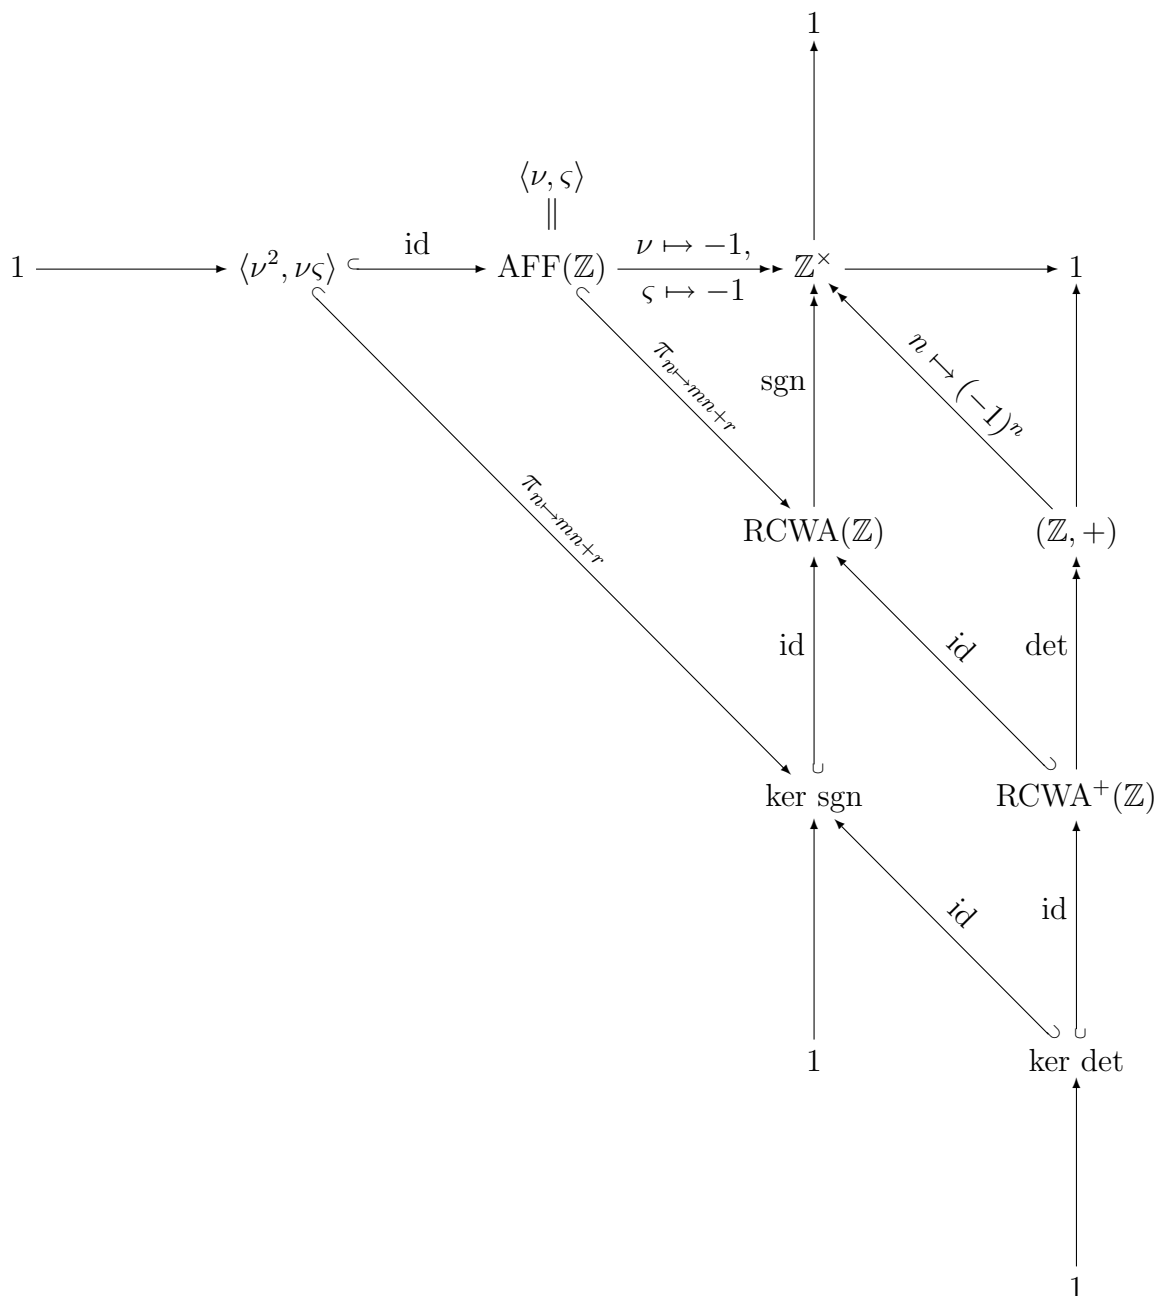 1
⟨ν, ς⟩
||
1 ⟨ν², νς⟩ id AFF(ℤ) ν ↦ −1, ς ↦ −1 ℤ× 1
π_{n↦mn+r} sgn n ↦ (−1)ⁿ
π_{n↦mn+r} RCWA(ℤ) (ℤ, +)
id id det
ker sgn RCWA⁺(ℤ)
id id
1 ker det
1